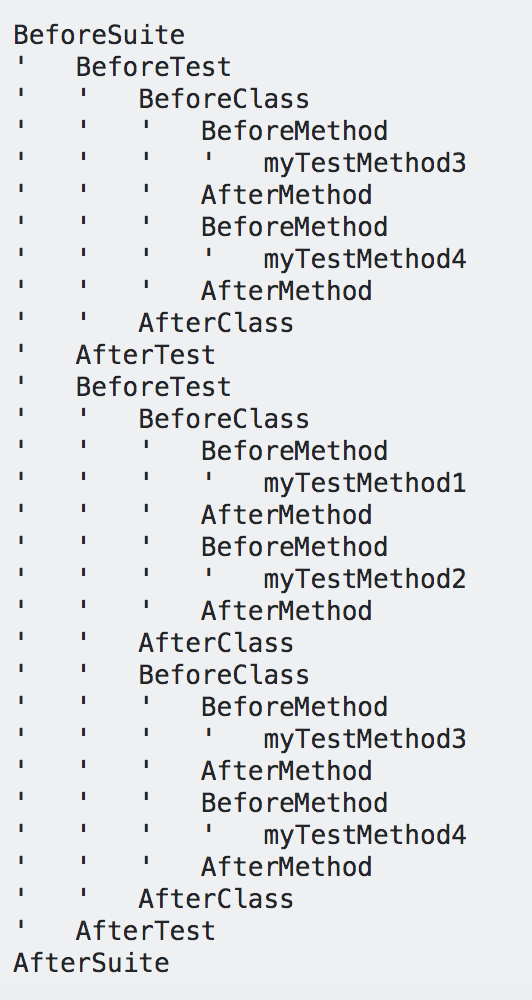 BeforeSuite
'   BeforeTest
'   '   BeforeClass
'   '   '   BeforeMethod
'   '   '   '   myTestMethod3
'   '   '   AfterMethod
'   '   '   BeforeMethod
'   '   '   '   myTestMethod4
'   '   '   AfterMethod
'   '   AfterClass
'   AfterTest
'   BeforeTest
'   '   BeforeClass
'   '   '   BeforeMethod
'   '   '   '   myTestMethod1
'   '   '   AfterMethod
'   '   '   BeforeMethod
'   '   '   '   myTestMethod2
'   '   '   AfterMethod
'   '   AfterClass
'   '   BeforeClass
'   '   '   BeforeMethod
'   '   '   '   myTestMethod3
'   '   '   AfterMethod
'   '   '   BeforeMethod
'   '   '   '   myTestMethod4
'   '   '   AfterMethod
'   '   AfterClass
'   AfterTest
AfterSuite